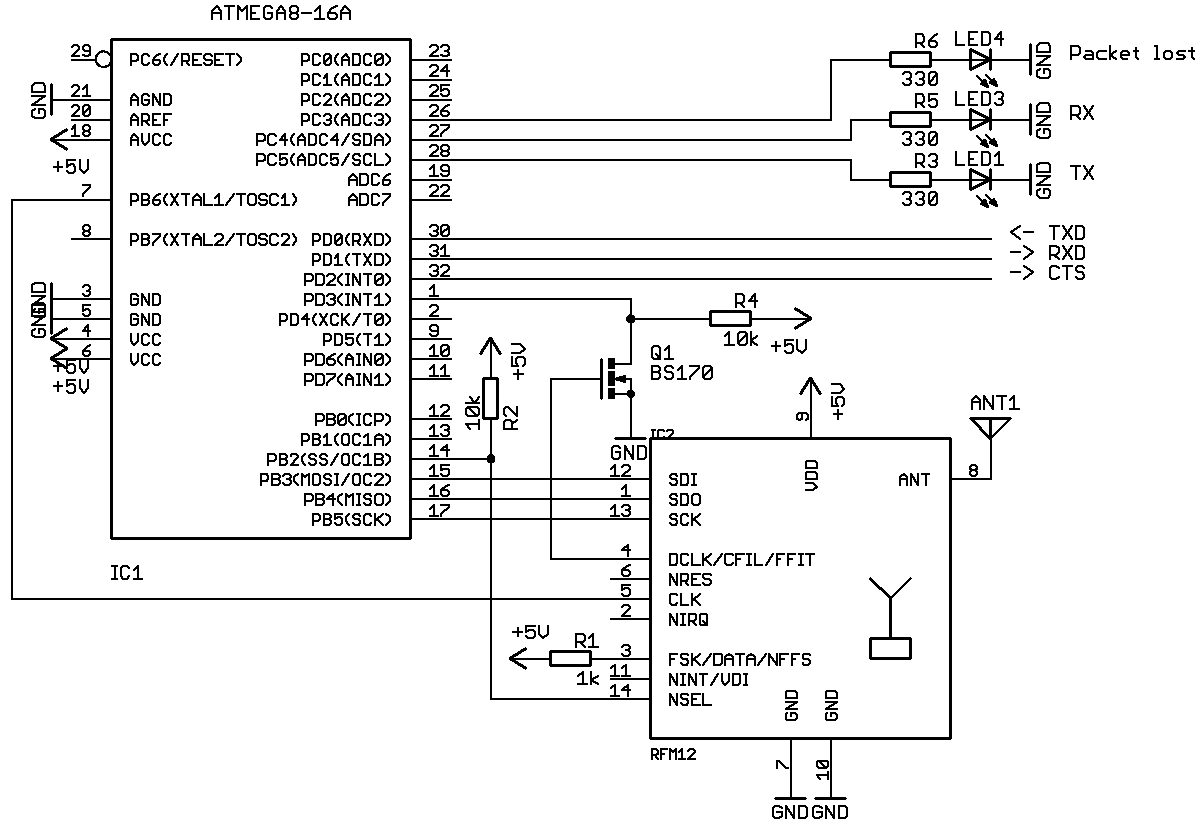 ATMEGA8-16A
29 PC6(/RESET)
GND 21 AGND
20 AREF
18 AVCC
+5V
7 PB6(XTAL1/TOSC1)
8 PB7(XTAL2/TOSC2)
GND 3 GND
GND 5 GND
4 VCC
+5V 6 VCC
+5V
IC1
PC0(ADC0) 23
PC1(ADC1) 24
PC2(ADC2) 25
PC3(ADC3) 26
PC4(ADC4/SDA) 27
PC5(ADC5/SCL) 28
ADC6 19
ADC7 22
PD0(RXD) 30
PD1(TXD) 31
PD2(INT0) 32
PD3(INT1) 1
PD4(XCK/T0) 2
PD5(T1) 9
PD6(AIN0) 10
PD7(AIN1) 11
PB0(ICP) 12
PB1(OC1A) 13
PB2(SS/OC1B) 14
PB3(MOSI/OC2) 15
PB4(MISO) 16
PB5(SCK) 17
R6 LED4 GND Packet lost
330
R5 LED3 GND RX
330
R3 LED1 GND TX
330
<- TXD
-> RXD
-> CTS
R4
10k +5V
Q1
BS170
GND
+5V
10k R2
IC2
+5V
9
VDD
ANT1
ANT 8
12 SDI
1 SDO
13 SCK
4 DCLK/CFIL/FFIT
6 NRES
5 CLK
2 NIRQ
+5V R1 3 FSK/DATA/NFFS
1k 11 NINT/VDI
14 NSEL
GND GND
RFM12
7 10
GND GND